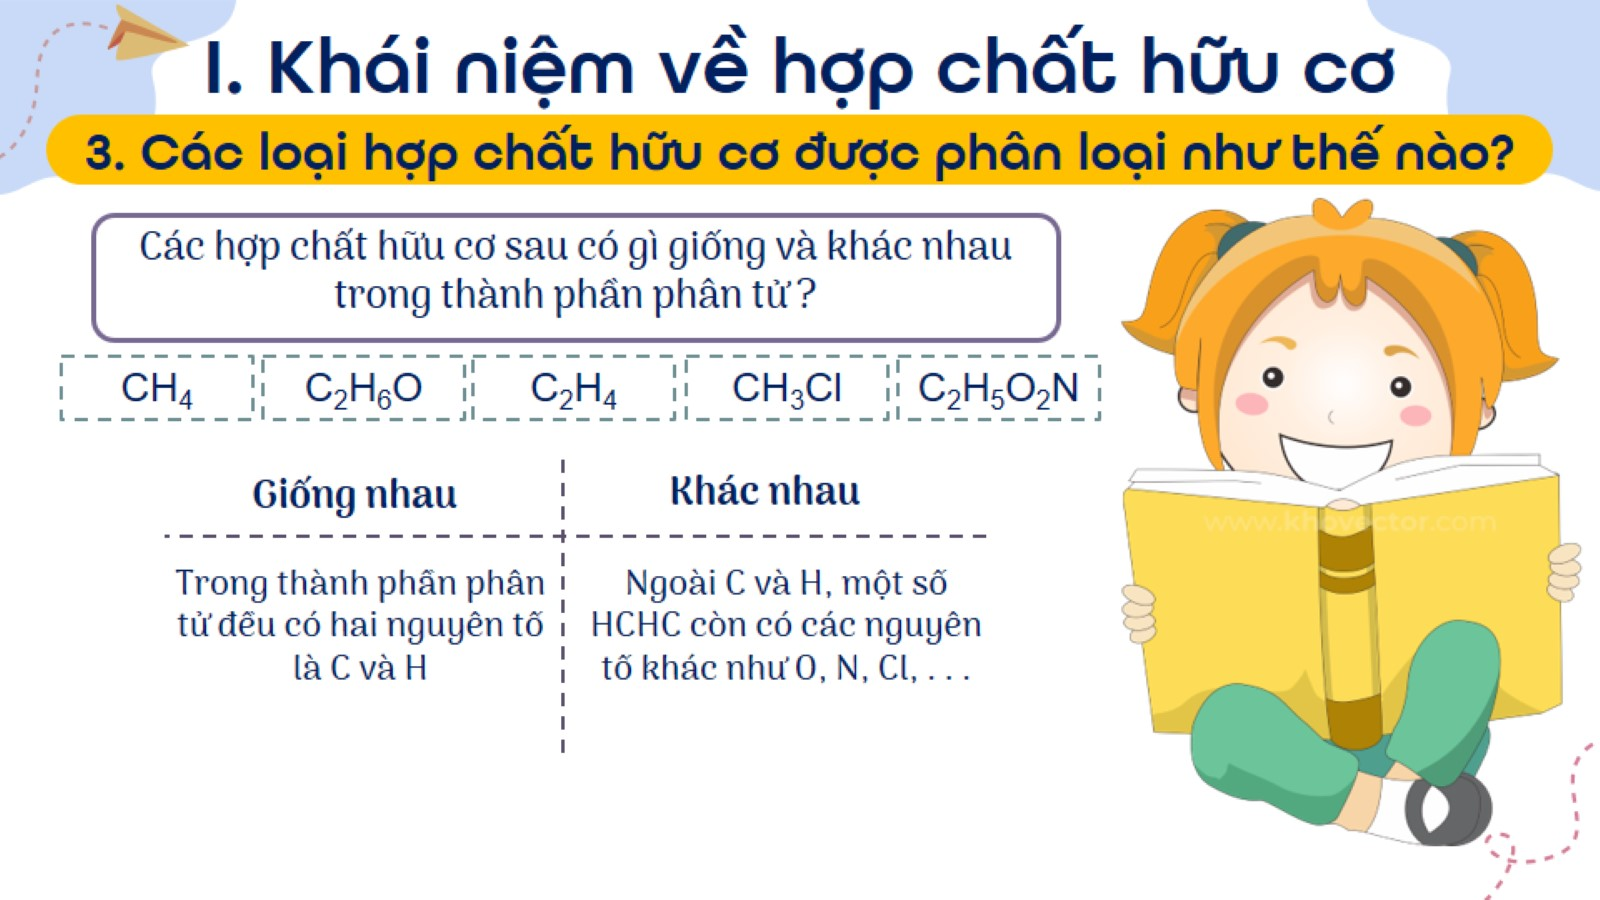 I. Khái niệm về hợp chất hữu cơ
3. Các loại hợp chất hữu cơ được phân loại như thế nào?
Các hợp chất hữu cơ sau có gì giống và khác nhau
trong thành phần phân tử ?
CH₄ C₂H₆O C₂H₄ CH₃Cl C₂H₅O₂N
Giống nhau Khác nhau
Trong thành phần phân
tử đều có hai nguyên tố
là C và H
Ngoài C và H, một số
HCHC còn có các nguyên
tố khác như O, N, Cl, . . .
www.khovector.com